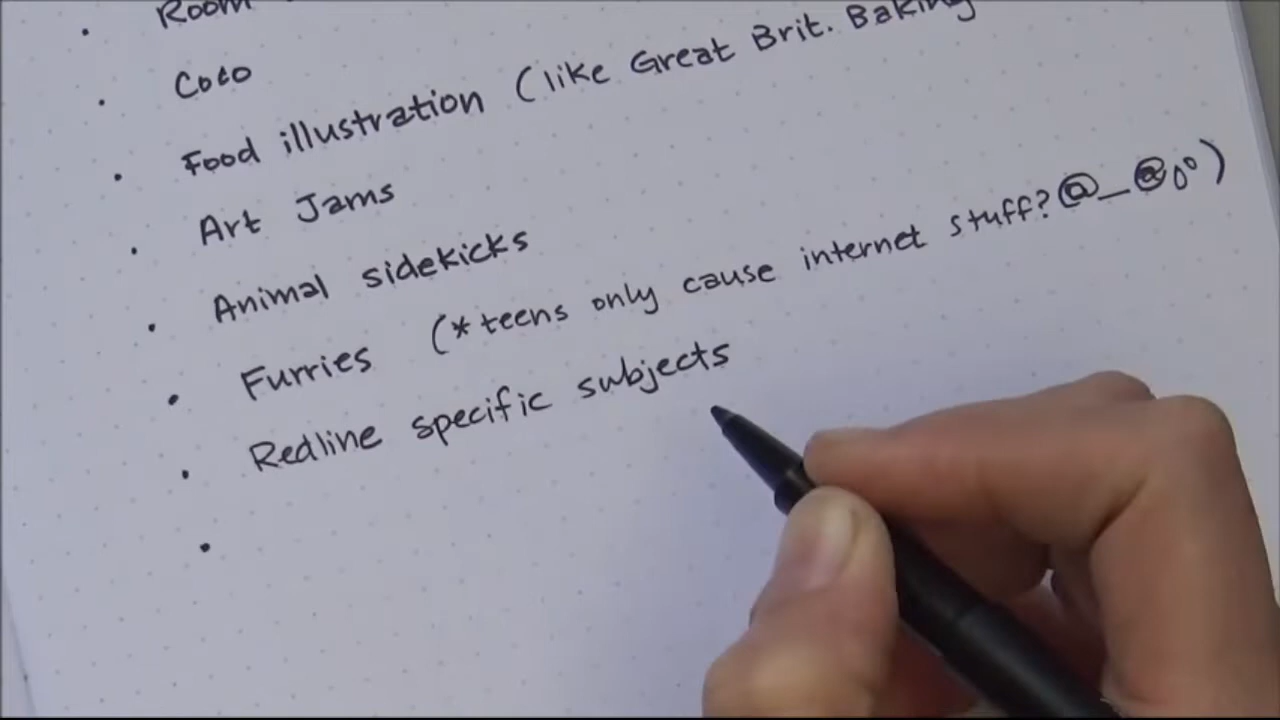 • Room
• Coco
• Food illustration (like Great Brit. Baking
• Art Jams
• Animal sidekicks
• Furries (*teens only cause internet stuff? @_@;°)
• Redline specific subjects
•